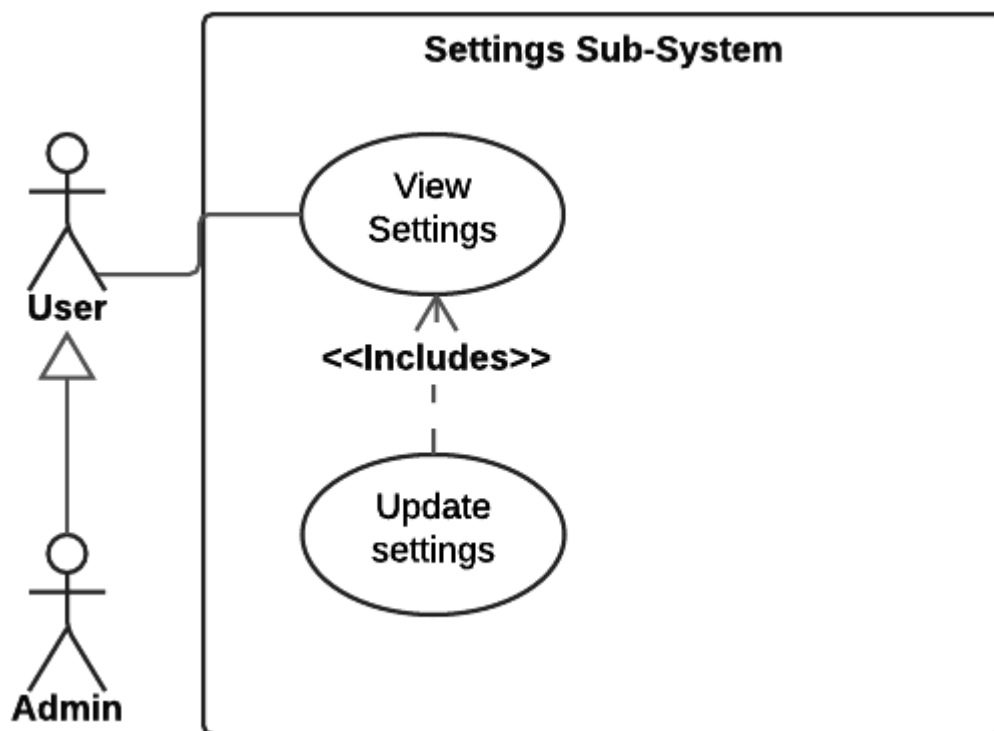 Settings Sub-System
View
Settings
User
<<Includes>>
Update
settings
Admin